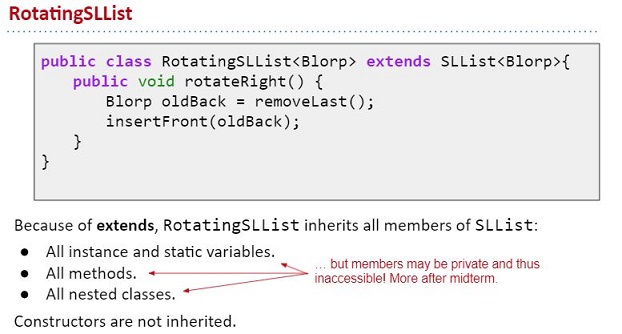 RotatingSLList
public class RotatingSLList<Blorp> extends SLList<Blorp>{
public void rotateRight() {
Blorp oldBack = removeLast();
insertFront(oldBack);
}
}
Because of extends, RotatingSLList inherits all members of SLList:
● All instance and static variables.
● All methods.
● All nested classes.
... but members may be private and thus
inaccessible! More after midterm.
Constructors are not inherited.